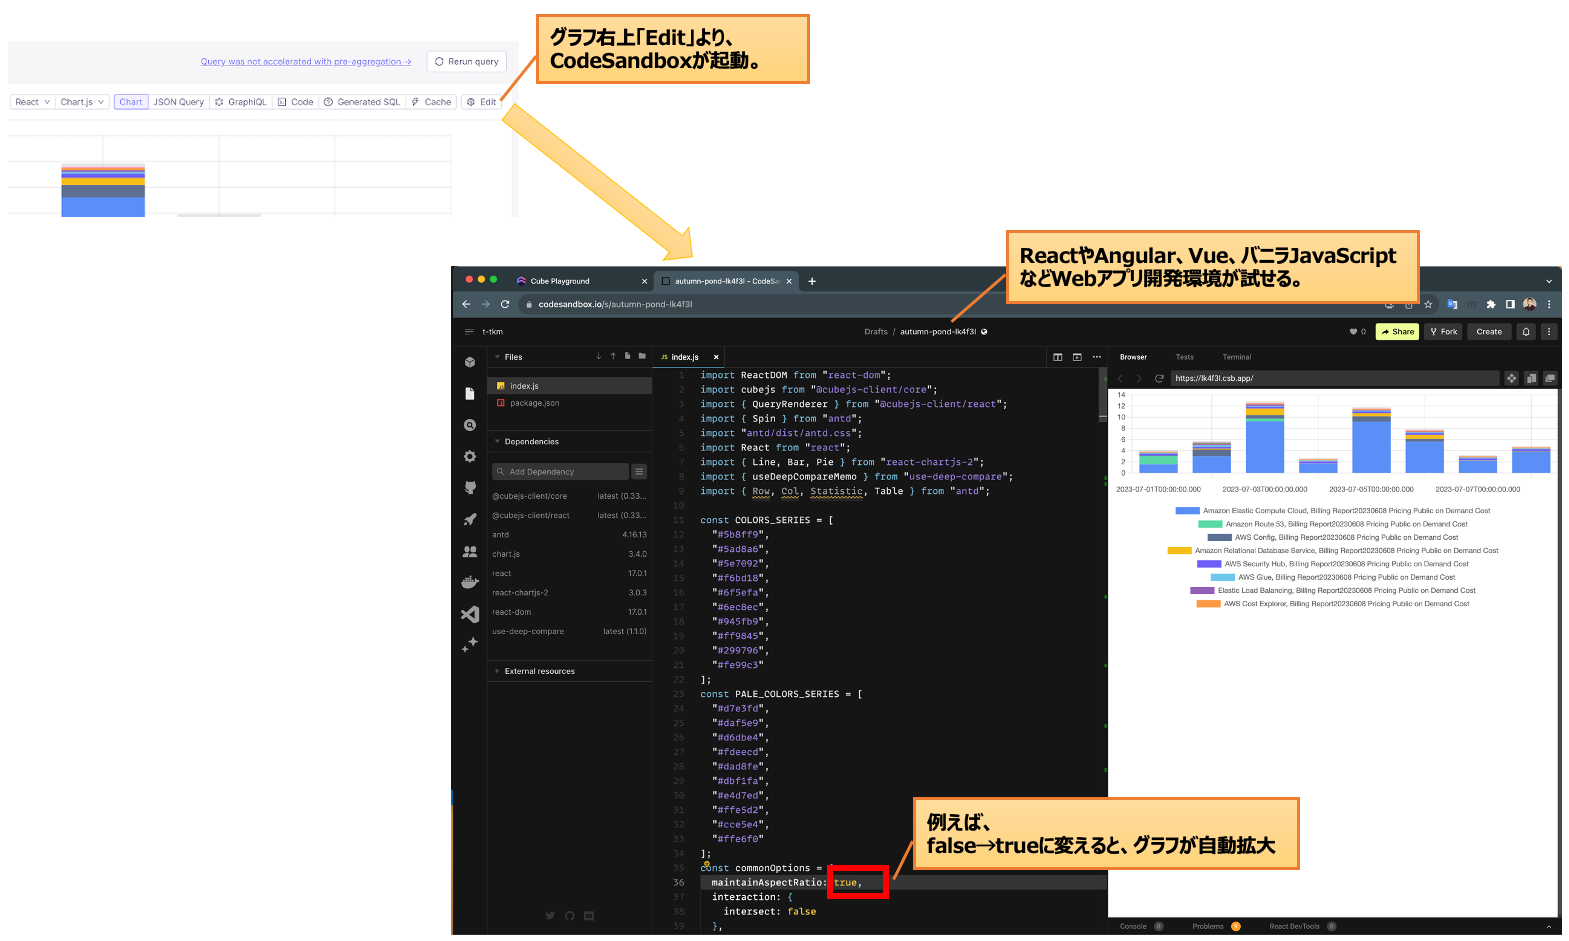 グラフ右上「Edit」より、
CodeSandboxが起動。
Query was not accelerated with pre-aggregation →
Rerun query
React
Chart.js
Chart
JSON Query
GraphiQL
Code
Generated SQL
Cache
Edit
ReactやAngular、Vue、バニラJavaScript
などWebアプリ開発環境が試せる。
Cube Playground
autumn-pond-lk4f3l - CodeSa
codesandbox.io/s/autumn-pond-lk4f3l
t-tkm
Drafts / autumn-pond-lk4f3l
0
Share
Fork
Create
Files
index.js
package.json
Dependencies
Add Dependency
@cubejs-client/core latest (0.33...
@cubejs-client/react latest (0.33...
antd 4.16.13
chart.js 3.4.0
react 17.0.1
react-chartjs-2 3.0.3
react-dom 17.0.1
use-deep-compare latest (1.1.0)
External resources
JS index.js
1 import ReactDOM from "react-dom";
2 import cubejs from "@cubejs-client/core";
3 import { QueryRenderer } from "@cubejs-client/react";
4 import { Spin } from "antd";
5 import "antd/dist/antd.css";
6 import React from "react";
7 import { Line, Bar, Pie } from "react-chartjs-2";
8 import { useDeepCompareMemo } from "use-deep-compare";
9 import { Row, Col, Statistic, Table } from "antd";
10
11 const COLORS_SERIES = [
12 "#5b8ff9",
13 "#5ad8a6",
14 "#5e7092",
15 "#f6bd18",
16 "#6f5efa",
17 "#6ec8ec",
18 "#945fb9",
19 "#ff9845",
20 "#299796",
21 "#fe99c3"
22 ];
23 const PALE_COLORS_SERIES = [
24 "#d7e3fd",
25 "#daf5e9",
26 "#d6dbe4",
27 "#fdeecd",
28 "#dad8fe",
29 "#dbf1fa",
30 "#e4d7ed",
31 "#ffe5d2",
32 "#cce5e4",
33 "#ffe6f0"
34 ];
35 const commonOptions = {
36 maintainAspectRatio: true,
37 interaction: {
38 intersect: false
39 },
例えば、
false→trueに変えると、グラフが自動拡大
Browser
Tests
Terminal
https://lk4f3l.csb.app/
14
12
10
8
6
4
2
0
2023-07-01T00:00:00.000
2023-07-03T00:00:00.000
2023-07-05T00:00:00.000
2023-07-07T00:00:00.000
Amazon Elastic Compute Cloud, Billing Report20230608 Pricing Public on Demand Cost
Amazon Route 53, Billing Report20230608 Pricing Public on Demand Cost
AWS Config, Billing Report20230608 Pricing Public on Demand Cost
Amazon Relational Database Service, Billing Report20230608 Pricing Public on Demand Cost
AWS Security Hub, Billing Report20230608 Pricing Public on Demand Cost
AWS Glue, Billing Report20230608 Pricing Public on Demand Cost
Elastic Load Balancing, Billing Report20230608 Pricing Public on Demand Cost
AWS Cost Explorer, Billing Report20230608 Pricing Public on Demand Cost
Console 0
Problems
React DevTools 0